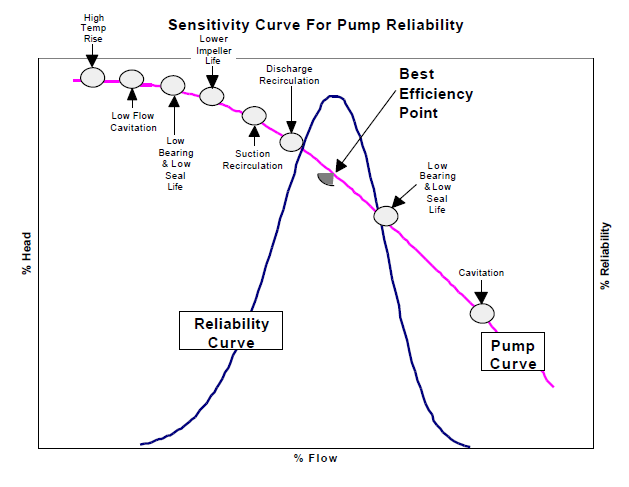 Sensitivity Curve For Pump Reliability
High
Temp
Rise
Low Flow
Cavitation
Low
Bearing
& Low
Seal
Life
Lower
Impeller
Life
Suction
Recirculation
Discharge
Recirculation
Best
Efficiency
Point
Low
Bearing
& Low
Seal
Life
Cavitation
Reliability
Curve
Pump
Curve
% Head
% Reliability
% Flow